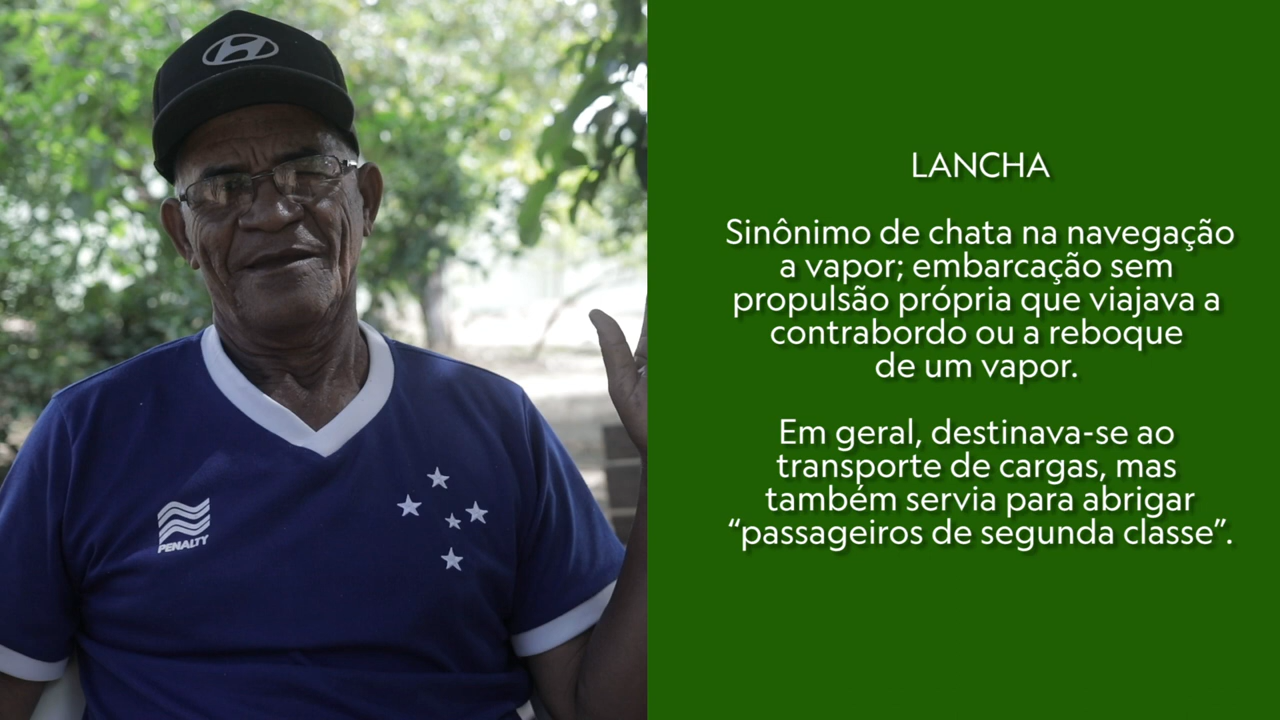 PENALTY
LANCHA
Sinônimo de chata na navegação
a vapor; embarcação sem
propulsão própria que viajava a
contrabordo ou a reboque
de um vapor.
Em geral, destinava-se ao
transporte de cargas, mas
também servia para abrigar
“passageiros de segunda classe”.